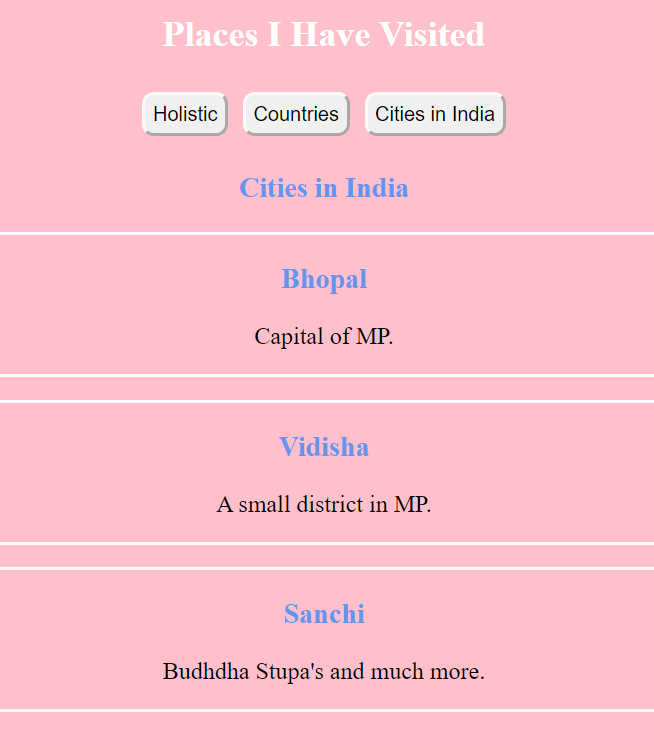 Places I Have Visited
Holistic Countries Cities in India
Cities in India
Bhopal
Capital of MP.
Vidisha
A small district in MP.
Sanchi
Budhdha Stupa's and much more.